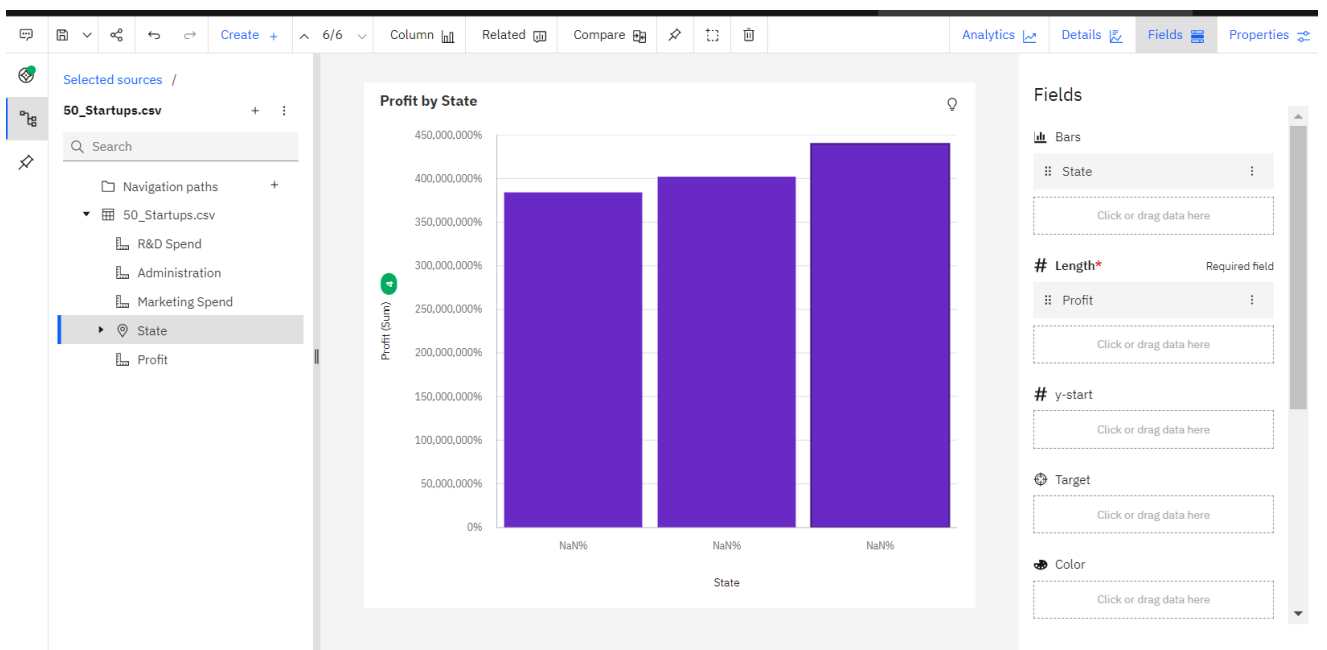 Create +
6/6
Column
Related
Compare
Analytics
Details
Fields
Properties
Selected sources /
50_Startups.csv
Search
Navigation paths
50_Startups.csv
R&D Spend
Administration
Marketing Spend
State
Profit
Profit by State
450,000,000%
400,000,000%
350,000,000%
300,000,000%
250,000,000%
200,000,000%
150,000,000%
100,000,000%
50,000,000%
0%
Profit (Sum)
4
NaN%
NaN%
NaN%
State
Fields
Bars
State
Click or drag data here
# Length*
Required field
Profit
Click or drag data here
# y-start
Click or drag data here
Target
Click or drag data here
Color
Click or drag data here